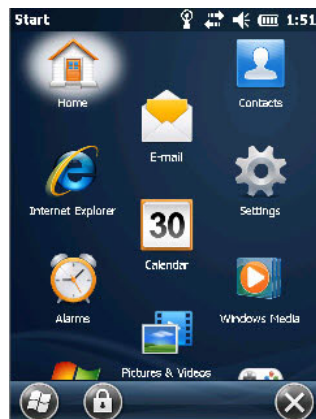 Start 1:51
Home
Contacts
E-mail
Internet Explorer
Settings
30
Calendar
Alarms
Windows Media
Pictures & Videos